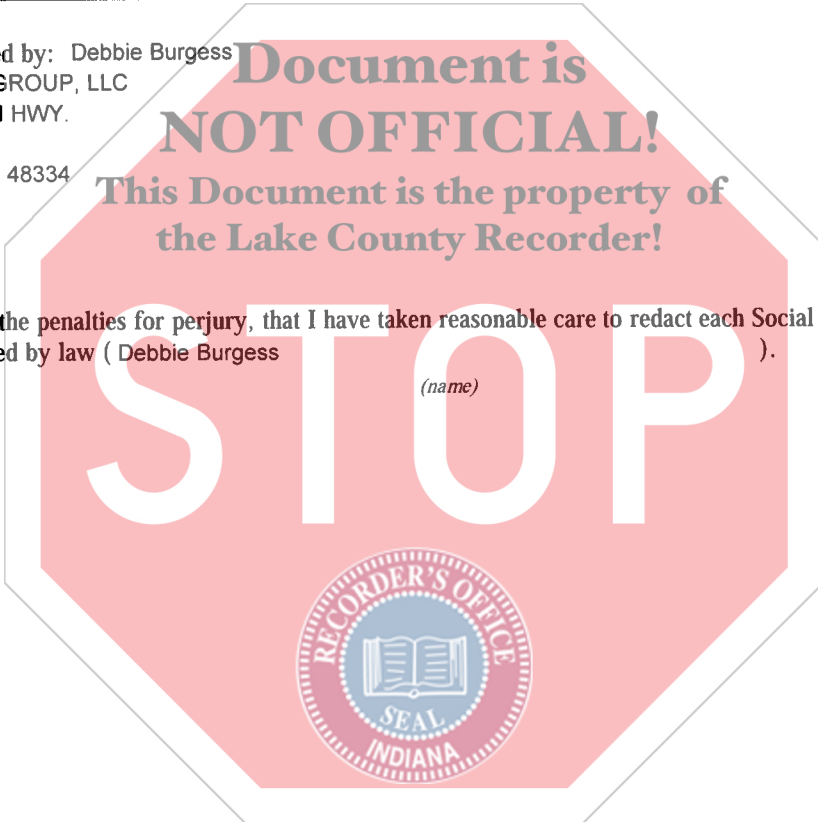 ed by: Debbie Burgess
GROUP, LLC
HWY.
48334
Document is
NOT OFFICIAL!
This Document is the property of
the Lake County Recorder!
the penalties for perjury, that I have taken reasonable care to redact each Social
ed by law ( Debbie Burgess ).
(name)
STOP
RECORDER'S OFFICE
SEAL
INDIANA